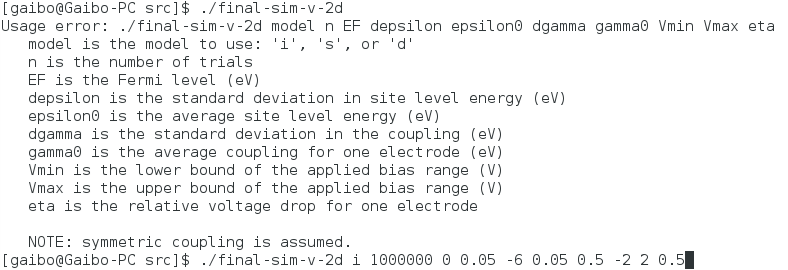 [gaibo@Gaibo-PC src]$ ./final-sim-v-2d
Usage error: ./final-sim-v-2d model n EF depsilon epsilon0 dgamma gamma0 Vmin Vmax eta
model is the model to use: 'i', 's', or 'd'
n is the number of trials
EF is the Fermi level (eV)
depsilon is the standard deviation in site level energy (eV)
epsilon0 is the average site level energy (eV)
dgamma is the standard deviation in the coupling (eV)
gamma0 is the average coupling for one electrode (eV)
Vmin is the lower bound of the applied bias range (V)
Vmax is the upper bound of the applied bias range (V)
eta is the relative voltage drop for one electrode
NOTE: symmetric coupling is assumed.
[gaibo@Gaibo-PC src]$ ./final-sim-v-2d i 1000000 0 0.05 -6 0.05 0.5 -2 2 0.5